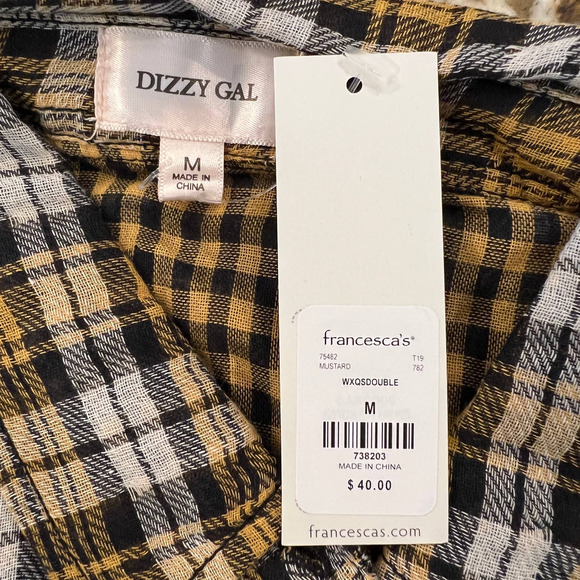 DIZZY GAL
M
MADE IN
CHINA
francesca's®
75482 T19
MUSTARD 782
WXQSDOUBLE
M
738203
MADE IN CHINA
$ 40.00
francescas.com